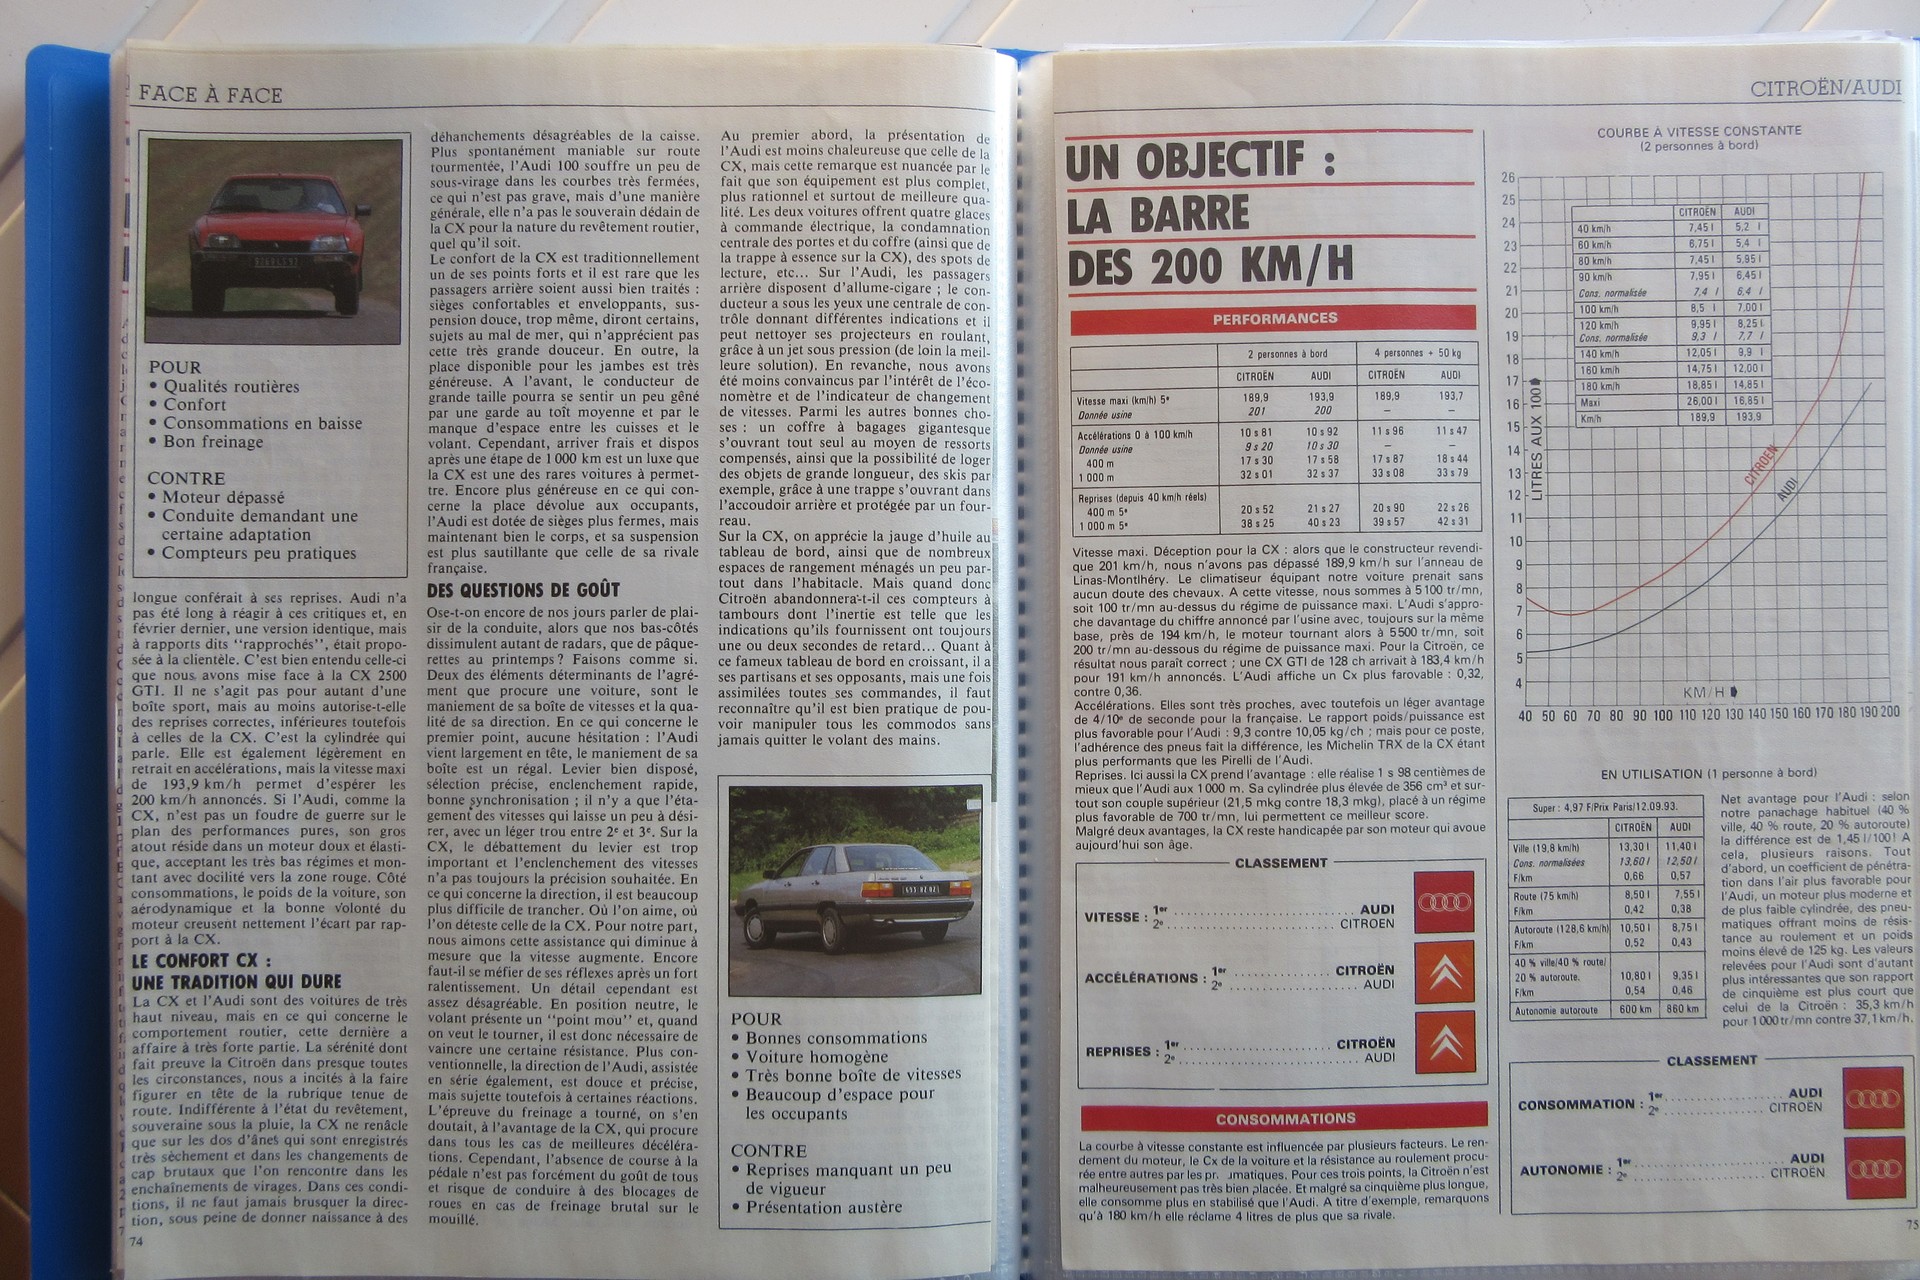 FACE À FACE
POUR
• Qualités routières
• Confort
• Consommations en baisse
• Bon freinage
CONTRE
• Moteur dépassé
• Conduite demandant une
certaine adaptation
• Compteurs peu pratiques
longue conférait à ses reprises. Audi n'a
pas été long à réagir à ces critiques et, en
février dernier, une version identique, mais
à rapports dits "rapprochés", était propo-
sée à la clientèle. C'est bien entendu celle-ci
que nous avons mise face à la CX 2500
GTI. Il ne s'agit pas pour autant d'une
boîte sport, mais au moins autorise-t-elle
des reprises correctes, inférieures toutefois
à celles de la CX. C'est la cylindrée qui
parle. Elle est également légèrement en
retrait en accélérations, mais la vitesse maxi
de 193,9 km/h permet d'espérer les
200 km/h annoncés. Si l'Audi, comme la
CX, n'est pas un foudre de guerre sur le
plan des performances pures, son gros
atout réside dans un moteur doux et élasti-
que, acceptant les très bas régimes et mon-
tant avec docilité vers la zone rouge. Côté
consommations, le poids de la voiture, son
aérodynamique et la bonne volonté du
moteur creusent nettement l'écart par rap-
port à la CX.
LE CONFORT CX :
UNE TRADITION QUI DURE
La CX et l'Audi sont des voitures de très
haut niveau, mais en ce qui concerne le
comportement routier, cette dernière a
affaire à très forte partie. La sérénité dont
fait preuve la Citroën dans presque toutes
les circonstances, nous a incités à la faire
figurer en tête de la rubrique tenue de
route. Indifférente à l'état du revêtement,
souveraine sous la pluie, la CX ne renâcle
que sur les dos d'ânes qui sont enregistrés
très sèchement et dans les changements de
cap brutaux que l'on rencontre dans les
enchaînements de virages. Dans ces condi-
tions, il ne faut jamais brusquer la direc-
tion, sous peine de donner naissance à des
74
déhanchements désagréables de la caisse.
Plus spontanément maniable sur route
tourmentée, l'Audi 100 souffre un peu de
sous-virage dans les courbes très fermées,
ce qui n'est pas grave, mais d'une manière
générale, elle n'a pas le souverain dédain de
la CX pour la nature du revêtement routier,
quel qu'il soit.
Le confort de la CX est traditionnellement
un de ses points forts et il est rare que les
passagers arrière soient aussi bien traités :
sièges confortables et enveloppants, sus-
pension douce, trop même, diront certains,
sujets au mal de mer, qui n'apprécient pas
cette très grande douceur. En outre, la
place disponible pour les jambes est très
généreuse. A l'avant, le conducteur de
grande taille pourra se sentir un peu gêné
par une garde au toît moyenne et par le
manque d'espace entre les cuisses et le
volant. Cependant, arriver frais et dispos
après une étape de 1 000 km est un luxe que
la CX est une des rares voitures à permet-
tre. Encore plus généreuse en ce qui con-
cerne la place dévolue aux occupants,
l'Audi est dotée de sièges plus fermes, mais
maintenant bien le corps, et sa suspension
est plus sautillante que celle de sa rivale
française.
DES QUESTIONS DE GOÛT
Ose-t-on encore de nos jours parler de plai-
sir de la conduite, alors que nos bas-côtés
dissimulent autant de radars, que de pâque-
rettes au printemps ? Faisons comme si.
Deux des éléments déterminants de l'agré-
ment que procure une voiture, sont le
maniement de sa boîte de vitesses et la qua-
lité de sa direction. En ce qui concerne le
premier point, aucune hésitation : l'Audi
vient largement en tête, le maniement de sa
boîte est un régal. Levier bien disposé,
sélection précise, enclenchement rapide,
bonne synchronisation ; il n'y a que l'éta-
gement des vitesses qui laisse un peu à dési-
rer, avec un léger trou entre 2e et 3e. Sur la
CX, le débattement du levier est trop
important et l'enclenchement des vitesses
n'a pas toujours la précision souhaitée. En
ce qui concerne la direction, il est beaucoup
plus difficile de trancher. Où l'on aime, où
l'on déteste celle de la CX. Pour notre part,
nous aimons cette assistance qui diminue à
mesure que la vitesse augmente. Encore
faut-il se méfier de ses réflexes après un fort
ralentissement. Un détail cependant est
assez désagréable. En position neutre, le
volant présente un "point mou" et, quand
on veut le tourner, il est donc nécessaire de
vaincre une certaine résistance. Plus con-
ventionnelle, la direction de l'Audi, assistée
en série également, est douce et précise,
mais sujette toutefois à certaines réactions.
L'épreuve du freinage a tourné, on s'en
doutait, à l'avantage de la CX, qui procure
dans tous les cas de meilleures décéléra-
tions. Cependant, l'absence de course à la
pédale n'est pas forcément du goût de tous
et risque de conduire à des blocages de
roues en cas de freinage brutal sur le
mouillé.
Au premier abord, la présentation de
l'Audi est moins chaleureuse que celle de la
CX, mais cette remarque est nuancée par le
fait que son équipement est plus complet,
plus rationnel et surtout de meilleure qua-
lité. Les deux voitures offrent quatre glaces
à commande électrique, la condamnation
centrale des portes et du coffre (ainsi que de
la trappe à essence sur la CX), des spots de
lecture, etc... Sur l'Audi, les passagers
arrière disposent d'allume-cigare ; le con-
ducteur a sous les yeux une centrale de con-
trôle donnant différentes indications et il
peut nettoyer ses projecteurs en roulant,
grâce à un jet sous pression (de loin la meil-
leure solution). En revanche, nous avons
été moins convaincus par l'intérêt de l'éco-
nomètre et de l'indicateur de changement
de vitesses. Parmi les autres bonnes cho-
ses : un coffre à bagages gigantesque
s'ouvrant tout seul au moyen de ressorts
compensés, ainsi que la possibilité de loger
des objets de grande longueur, des skis par
exemple, grâce à une trappe s'ouvrant dans
l'accoudoir arrière et protégée par un four-
reau.
Sur la CX, on apprécie la jauge d'huile au
tableau de bord, ainsi que de nombreux
espaces de rangement ménagés un peu par-
tout dans l'habitacle. Mais quand donc
Citroën abandonnera-t-il ces compteurs à
tambours dont l'inertie est telle que les
indications qu'ils fournissent ont toujours
une ou deux secondes de retard... Quant à
ce fameux tableau de bord en croissant, il a
ses partisans et ses opposants, mais une fois
assimilées toutes ses commandes, il faut
reconnaître qu'il est bien pratique de pou-
voir manipuler tous les commodos sans
jamais quitter le volant des mains.
POUR
• Bonnes consommations
• Voiture homogène
• Très bonne boîte de vitesses
• Beaucoup d'espace pour
les occupants
CONTRE
• Reprises manquant un peu
de vigueur
• Présentation austère
CITROËN/AUDI
UN OBJECTIF :
LA BARRE
DES 200 KM/H
PERFORMANCES
2 personnes à bord 4 personnes + 50 kg
CITROËN AUDI CITROËN AUDI
Vitesse maxi (km/h) 5e 189,9 193,9 189,9 193,7
Donnée usine 201 200 – –
Accélérations 0 à 100 km/h 10 s 81 10 s 92 11 s 96 11 s 47
Donnée usine 9 s 20 10 s 30 – –
400 m 17 s 30 17 s 58 17 s 87 18 s 44
1 000 m 32 s 01 32 s 37 33 s 08 33 s 79
Reprises (depuis 40 km/h réels)
400 m 5e 20 s 52 21 s 27 20 s 90 22 s 26
1 000 m 5e 38 s 25 40 s 23 39 s 57 42 s 31
Vitesse maxi. Déception pour la CX : alors que le constructeur revendi-
que 201 km/h, nous n'avons pas dépassé 189,9 km/h sur l'anneau de
Linas-Montlhéry. Le climatiseur équipant notre voiture prenait sans
aucun doute des chevaux. A cette vitesse, nous sommes à 5 100 tr/mn,
soit 100 tr/mn au-dessus du régime de puissance maxi. L'Audi s'appro-
che davantage du chiffre annoncé par l'usine avec, toujours sur la même
base, près de 194 km/h, le moteur tournant alors à 5 500 tr/mn, soit
200 tr/mn au-dessous du régime de puissance maxi. Pour la Citroën, ce
résultat nous paraît correct ; une CX GTI de 128 ch arrivait à 183,4 km/h
pour 191 km/h annoncés. L'Audi affiche un Cx plus farovable : 0,32,
contre 0,36.
Accélérations. Elles sont très proches, avec toutefois un léger avantage
de 4/10e de seconde pour la française. Le rapport poids/puissance est
plus favorable pour l'Audi : 9,3 contre 10,05 kg/ch ; mais pour ce poste,
l'adhérence des pneus fait la différence, les Michelin TRX de la CX étant
plus performants que les Pirelli de l'Audi.
Reprises. Ici aussi la CX prend l'avantage : elle réalise 1 s 98 centièmes de
mieux que l'Audi aux 1 000 m. Sa cylindrée plus élevée de 356 cm³ et sur-
tout son couple supérieur (21,5 mkg contre 18,3 mkg), placé à un régime
plus favorable de 700 tr/mn, lui permettent ce meilleur score.
Malgré deux avantages, la CX reste handicapée par son moteur qui avoue
aujourd'hui son âge.
CLASSEMENT
VITESSE : 1er AUDI
2e CITROËN
ACCÉLÉRATIONS : 1er CITROËN
2e AUDI
REPRISES : 1er CITROËN
2e AUDI
CONSOMMATIONS
La courbe à vitesse constante est influencée par plusieurs facteurs. Le ren-
dement du moteur, le Cx de la voiture et la résistance au roulement procu-
rée entre autres par les pneumatiques. Pour ces trois points, la Citroën n'est
malheureusement pas très bien placée. Et malgré sa cinquième plus longue,
elle consomme plus en stabilisé que l'Audi. A titre d'exemple, remarquons
qu'à 180 km/h elle réclame 4 litres de plus que sa rivale.
COURBE À VITESSE CONSTANTE
(2 personnes à bord)
26
25
24
23
22
21
20
19
18
17
16
15
14
13
12
11
10
9
8
7
6
5
4
LITRES AUX 100
CITROËN AUDI
40 km/h 7,45 l 5,2 l
60 km/h 6,75 l 5,4 l
80 km/h 7,45 l 5,95 l
90 km/h 7,95 l 6,45 l
Cons. normalisée 7,4 l 6,4 l
100 km/h 8,5 l 7,00 l
120 km/h 9,95 l 8,25 l
Cons. normalisée 9,3 l 7,7 l
140 km/h 12,05 l 9,9 l
160 km/h 14,75 l 12,00 l
180 km/h 18,85 l 14,85 l
Maxi 26,00 l 16,85 l
Km/h 189,9 193,9
CITROËN
AUDI
KM/H
40 50 60 70 80 90 100 110 120 130 140 150 160 170 180 190 200
EN UTILISATION (1 personne à bord)
Super : 4,97 F/Prix Paris/12.09.93.
CITROËN AUDI
Ville (19,8 km/h) 13,30 l 11,40 l
Cons. normalisées 13,60 l 12,50 l
F/km 0,66 0,57
Route (75 km/h) 8,50 l 7,55 l
F/km 0,42 0,38
Autoroute (128,6 km/h) 10,50 l 8,75 l
F/km 0,52 0,43
40 % ville/40 % route/
20 % autoroute. 10,80 l 9,35 l
F/km 0,54 0,46
Autonomie autoroute 600 km 860 km
Net avantage pour l'Audi : selon
notre panachage habituel (40 %
ville, 40 % route, 20 % autoroute)
la différence est de 1,45 l/100 ! A
cela, plusieurs raisons. Tout
d'abord, un coefficient de pénétra-
tion dans l'air plus favorable pour
l'Audi, un moteur plus moderne et
de plus faible cylindrée, des pneu-
matiques offrant moins de résis-
tance au roulement et un poids
moins élevé de 125 kg. Les valeurs
relevées pour l'Audi sont d'autant
plus intéressantes que son rapport
de cinquième est plus court que
celui de la Citroën : 35,3 km/h
pour 1 000 tr/mn contre 37,1 km/h.
CLASSEMENT
CONSOMMATION : 1er AUDI
2e CITROËN
AUTONOMIE : 1er AUDI
2e CITROËN
75